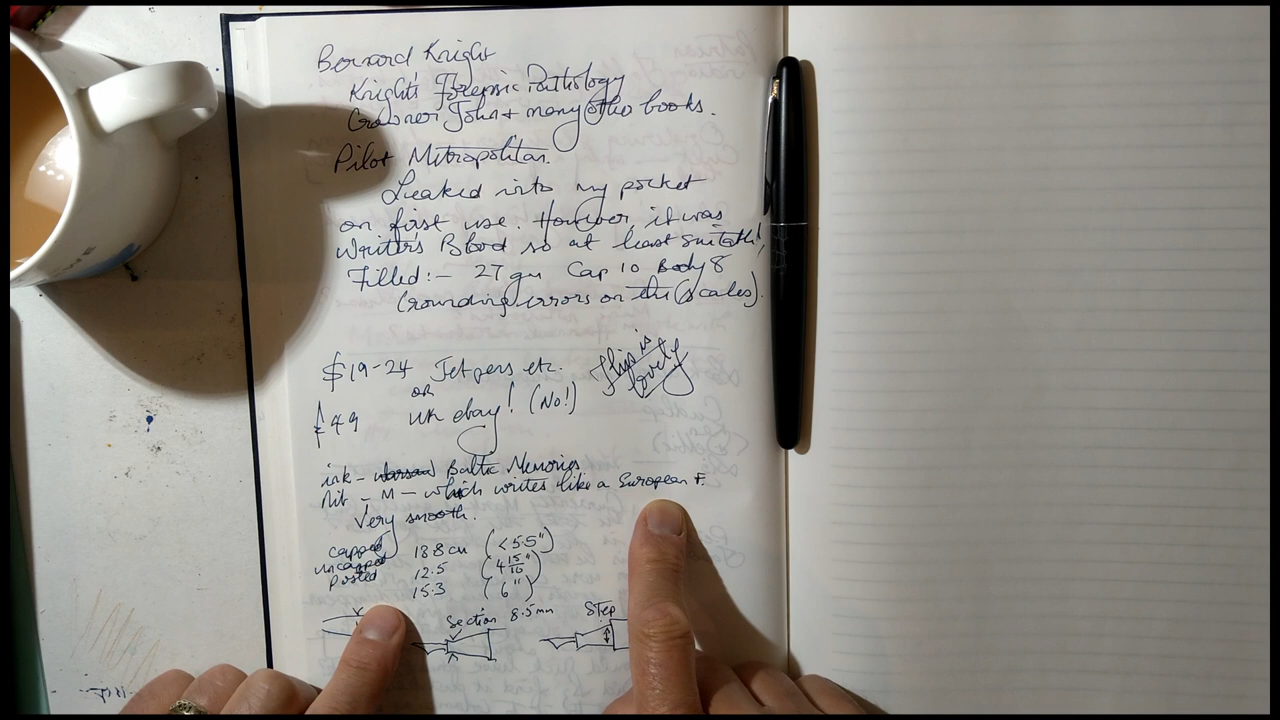 Bernard Knight
Knight's Forensic Pathology
Crowner John + many other books.
Pilot Metropolitan.
Leaked into my pocket
on first use. However, it was
Writer's Blood so at least suitable!
Filled:- 27 gm Cap 10 Body 8
(rounding errors on the scales).
$19-24 Jetpens etc.
This is
lovely
OR
£49 UK ebay! (No!)
ink - Baltic Memories
Nib - M - which writes like a European F.
Very smooth.
capped 13.8 cm (<5.5")
uncapped 12.5 (4 15/16")
posted 15.3 (6")
Section 8.5mm
Step